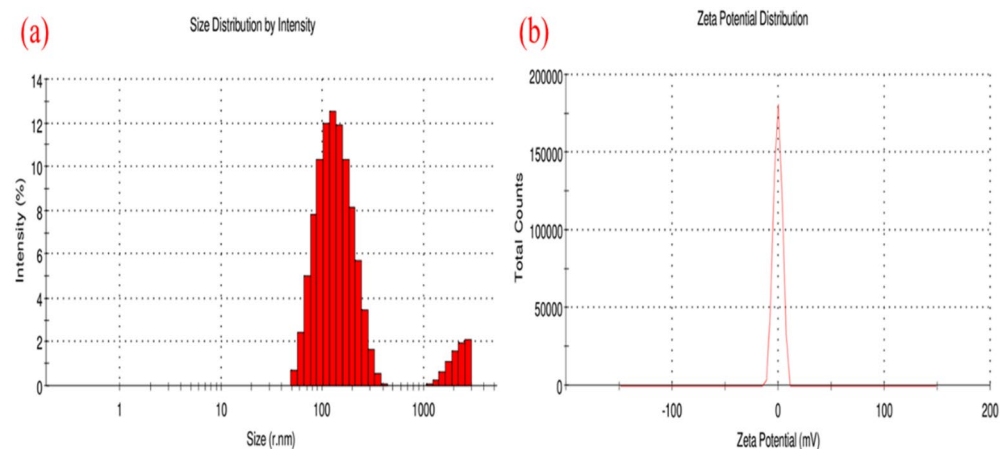 (a)
Size Distribution by Intensity
14
12
10
8
6
4
2
0
Intensity (%)
1 10 100 1000
Size (r.nm)
(b)
Zeta Potential Distribution
200000
150000
100000
50000
0
Total Counts
-100 0 100 200
Zeta Potential (mV)